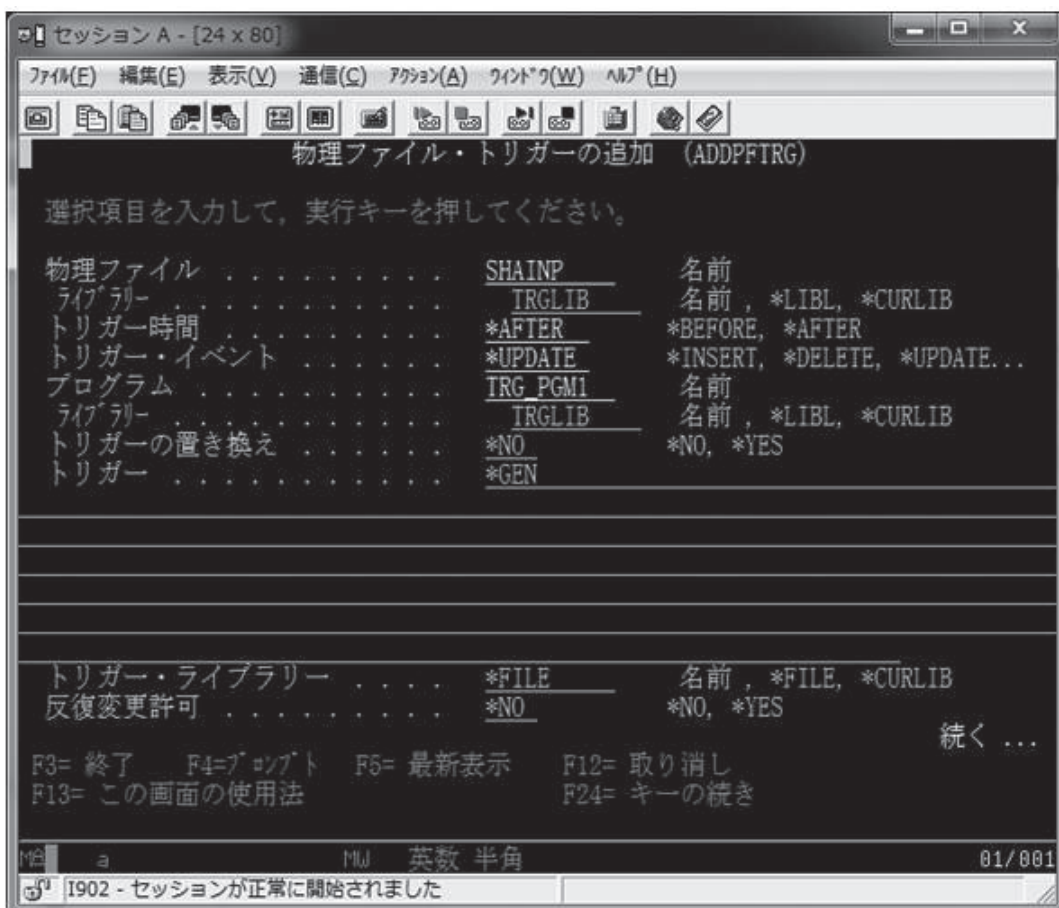 セッション A - [24 x 80]
ﾌｧｲﾙ(F) 編集(E) 表示(V) 通信(C) ｱｸｼｮﾝ(A) ｳｨﾝﾄﾞｳ(W) ﾍﾙﾌﾟ(H)
物理ファイル・トリガーの追加 (ADDPFTRG)
選択項目を入力して，実行キーを押してください。
物理ファイル . . . . . . . . . SHAINP 名前
ﾗｲﾌﾞﾗﾘｰ . . . . . . . . . . . TRGLIB 名前 , *LIBL, *CURLIB
トリガー時間 . . . . . . . . . *AFTER *BEFORE, *AFTER
トリガー・イベント . . . . . . *UPDATE *INSERT, *DELETE, *UPDATE...
プログラム . . . . . . . . . . TRG_PGM1 名前
ﾗｲﾌﾞﾗﾘｰ . . . . . . . . . . . TRGLIB 名前 , *LIBL, *CURLIB
トリガーの置き換え . . . . . . *NO *NO, *YES
トリガー . . . . . . . . . . . *GEN
トリガー・ライブラリー . . . . *FILE 名前 , *FILE, *CURLIB
反復変更許可 . . . . . . . . . *NO *NO, *YES
続く ...
F3= 終了 F4=ﾌﾟﾛﾝﾌﾟﾄ F5= 最新表示 F12= 取り消し
F13= この画面の使用法 F24= キーの続き
a MW 英数 半角 01/001
I902 - セッションが正常に開始されました